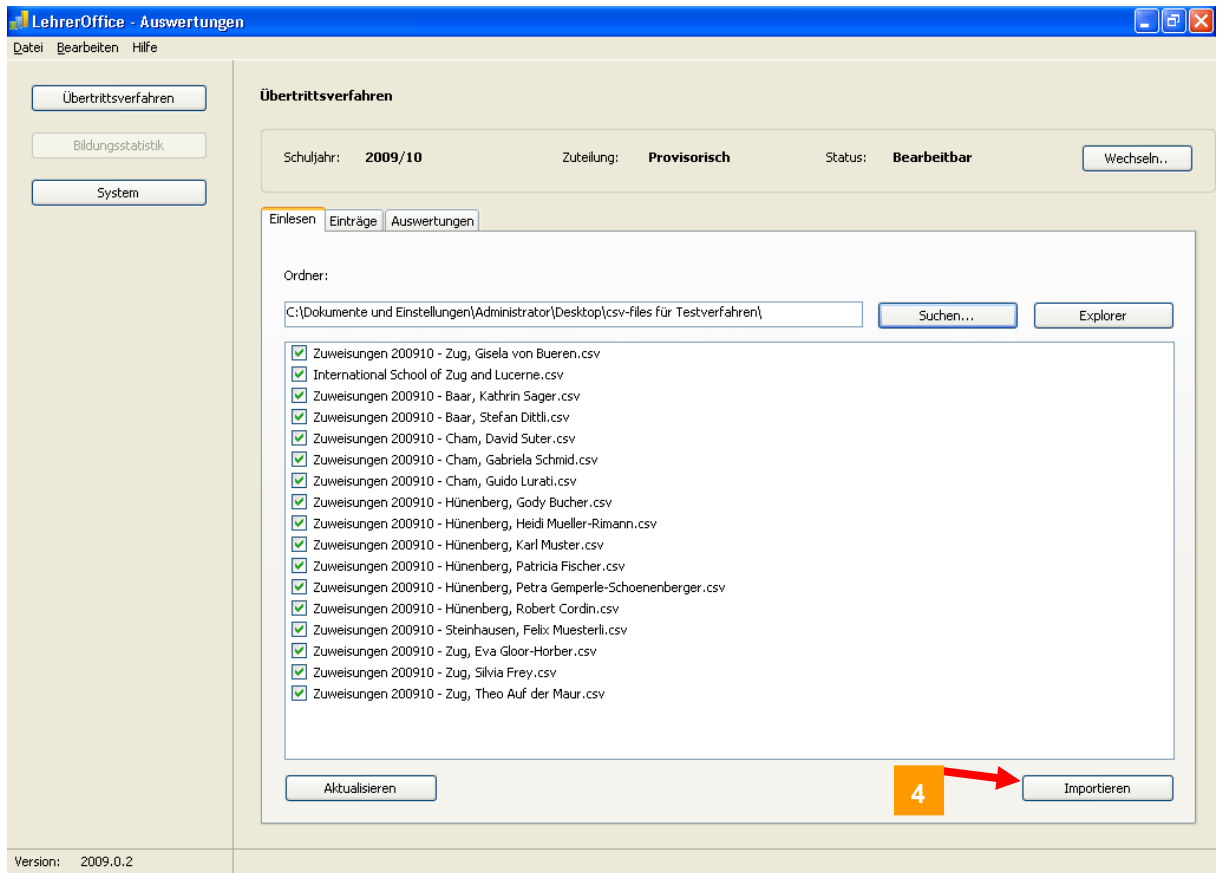 LehrerOffice - Auswertungen
Datei Bearbeiten Hilfe
Übertrittsverfahren
Bildungsstatistik
System
Übertrittsverfahren
Schuljahr: 2009/10 Zuteilung: Provisorisch Status: Bearbeitbar Wechseln..
Einlesen Einträge Auswertungen
Ordner:
C:\Dokumente und Einstellungen\Administrator\Desktop\csv-files für Testverfahren\ Suchen... Explorer
Zuweisungen 200910 - Zug, Gisela von Bueren.csv
International School of Zug and Lucerne.csv
Zuweisungen 200910 - Baar, Kathrin Sager.csv
Zuweisungen 200910 - Baar, Stefan Dittli.csv
Zuweisungen 200910 - Cham, David Suter.csv
Zuweisungen 200910 - Cham, Gabriela Schmid.csv
Zuweisungen 200910 - Cham, Guido Lurati.csv
Zuweisungen 200910 - Hünenberg, Gody Bucher.csv
Zuweisungen 200910 - Hünenberg, Heidi Mueller-Rimann.csv
Zuweisungen 200910 - Hünenberg, Karl Muster.csv
Zuweisungen 200910 - Hünenberg, Patricia Fischer.csv
Zuweisungen 200910 - Hünenberg, Petra Gemperle-Schoenenberger.csv
Zuweisungen 200910 - Hünenberg, Robert Cordin.csv
Zuweisungen 200910 - Steinhausen, Felix Muesterli.csv
Zuweisungen 200910 - Zug, Eva Gloor-Horber.csv
Zuweisungen 200910 - Zug, Silvia Frey.csv
Zuweisungen 200910 - Zug, Theo Auf der Maur.csv
Aktualisieren 4 Importieren
Version: 2009.0.2